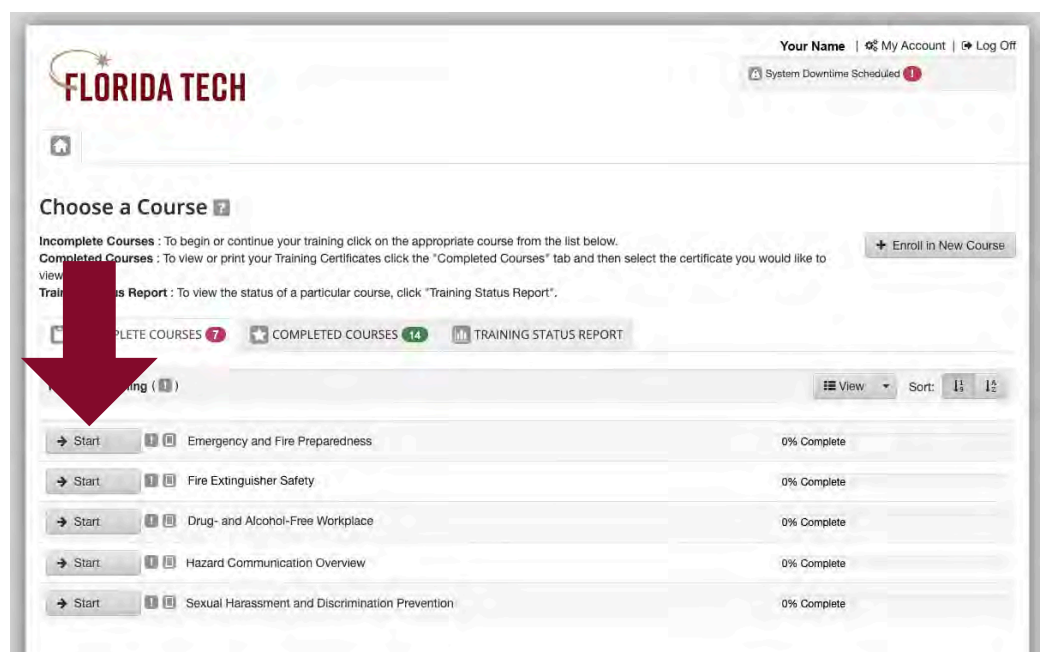 Your Name | My Account | Log Off
System Downtime Scheduled !
FLORIDA TECH
Choose a Course ?
Incomplete Courses : To begin or continue your training click on the appropriate course from the list below.
+ Enroll in New Course
Completed Courses : To view or print your Training Certificates click the "Completed Courses" tab and then select the certificate you would like to
view
Report : To view the status of a particular course, click "Training Status Report".
COURSES 7 COMPLETED COURSES 14 TRAINING STATUS REPORT
( ! ) View Sort:
Start Emergency and Fire Preparedness 0% Complete
Start Fire Extinguisher Safety 0% Complete
Start Drug- and Alcohol-Free Workplace 0% Complete
Start Hazard Communication Overview 0% Complete
Start Sexual Harassment and Discrimination Prevention 0% Complete